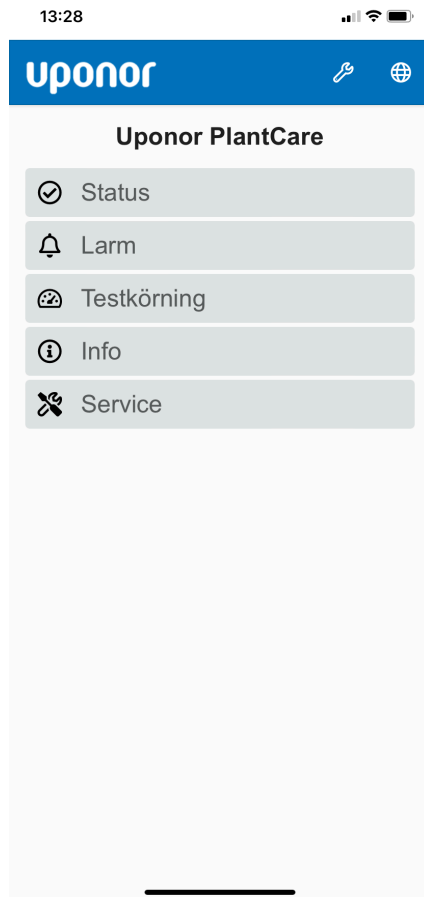 13:28
uponor
Uponor PlantCare
Status
Larm
Testkörning
Info
Service